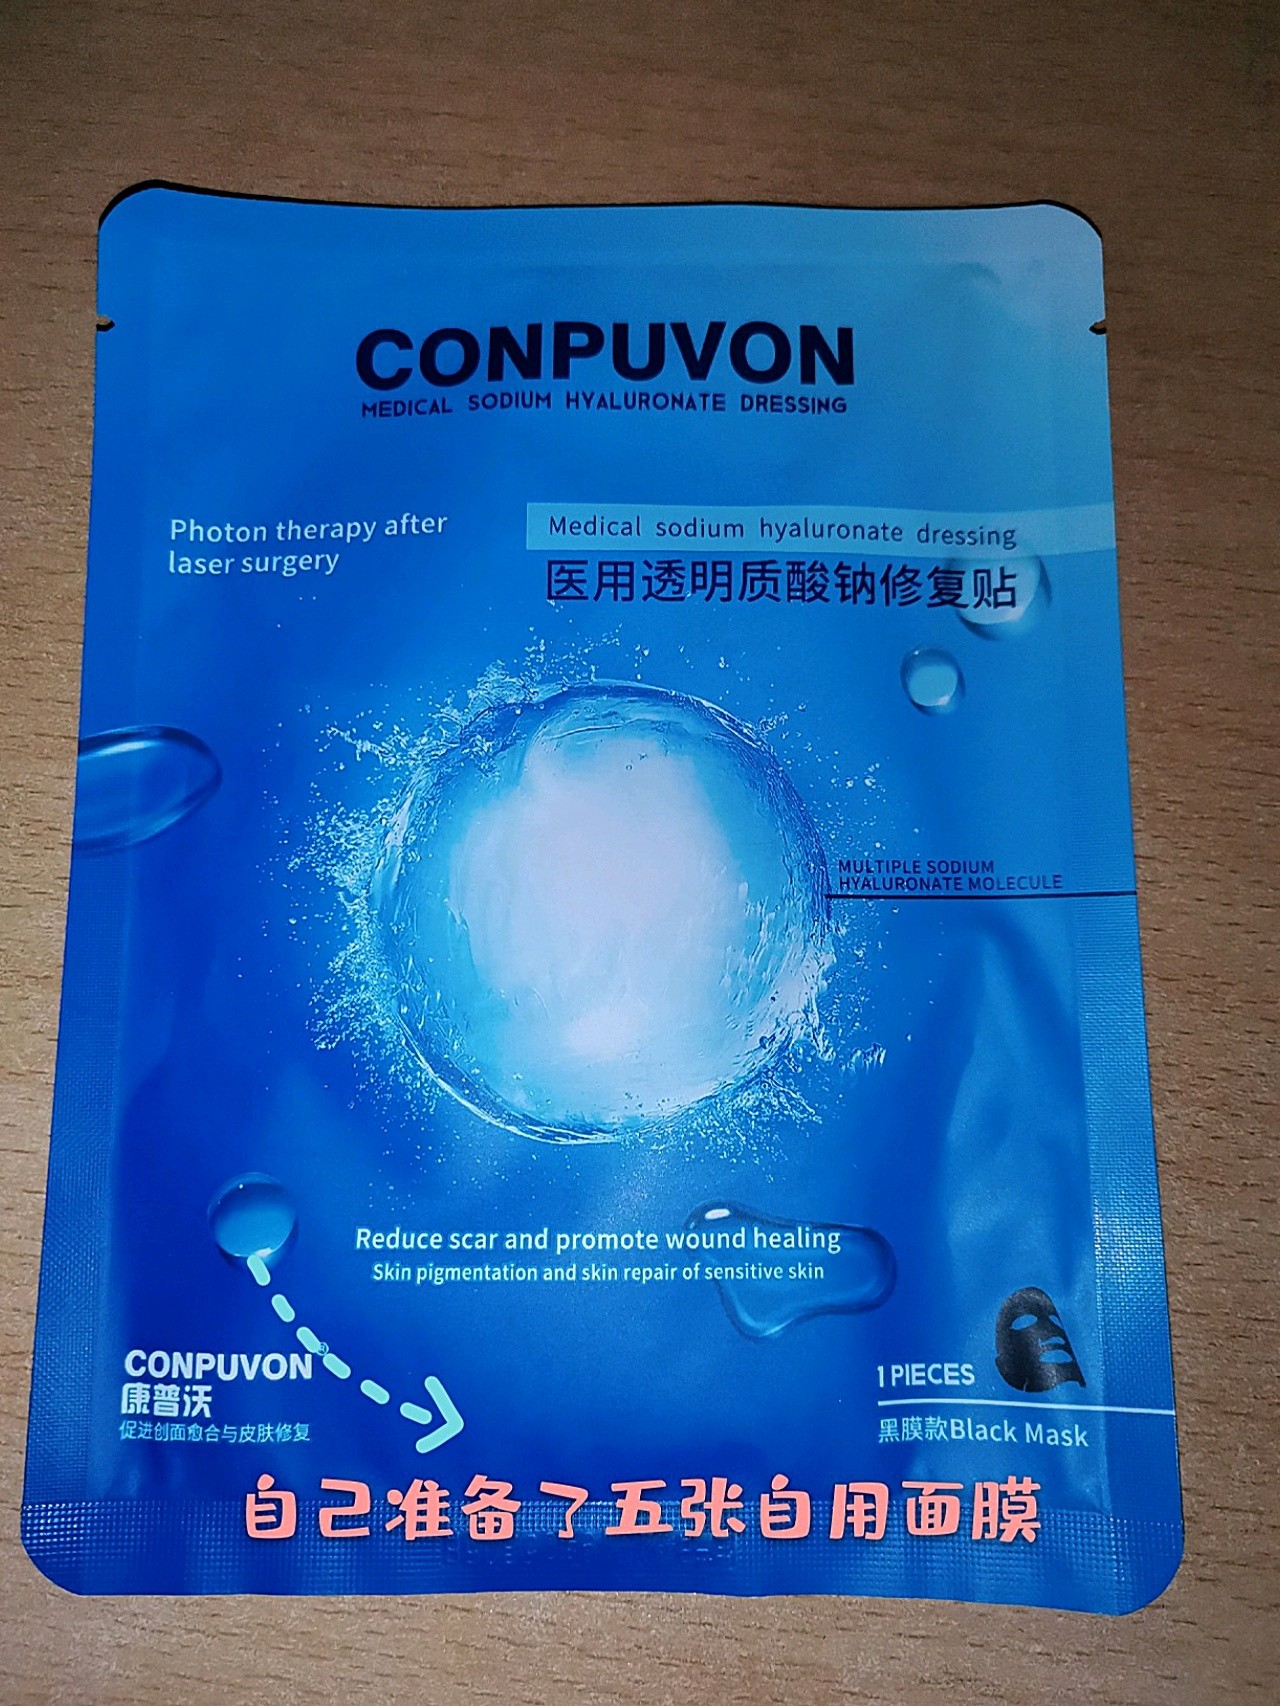 CONPUVON
MEDICAL SODIUM HYALURONATE DRESSING
Photon therapy after
laser surgery
Medical sodium hyaluronate dressing
医用透明质酸钠修复贴
MULTIPLE SODIUM
HYALURONATE MOLECULE
Reduce scar and promote wound healing
Skin pigmentation and skin repair of sensitive skin
CONPUVON®
康普沃
促进创面愈合与皮肤修复
1 PIECES
黑膜款Black Mask
自己准备了五张自用面膜